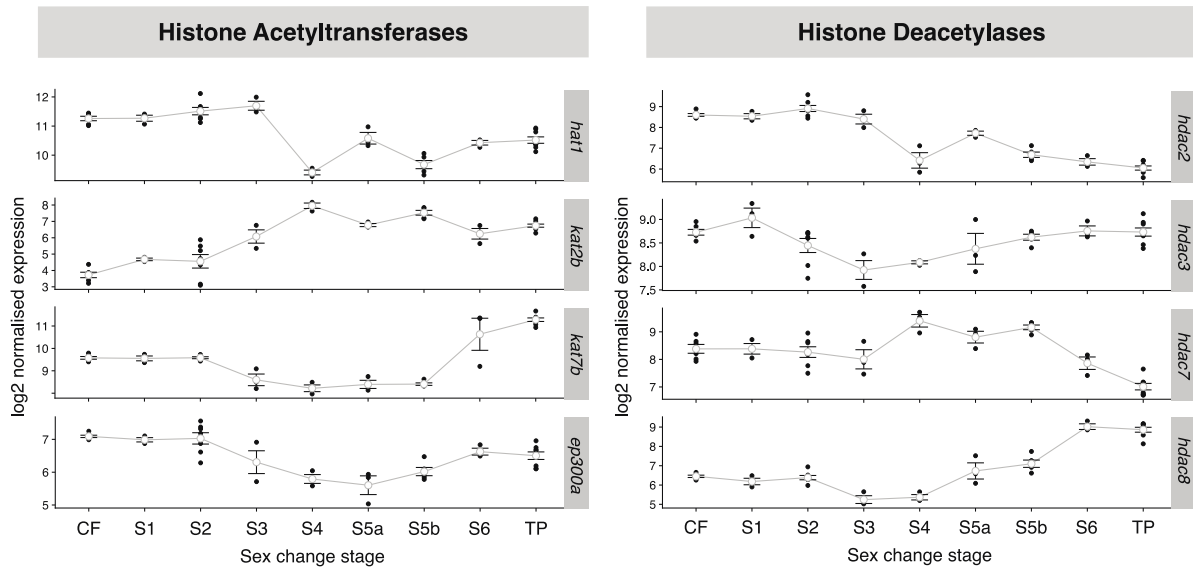 Histone Acetyltransferases
12
11
10
hat1
8
7
6
5
4
3
kat2b
11
10
9
8
kat7b
7
6
5
ep300a
log2 normalised expression
CF S1 S2 S3 S4 S5a S5b S6 TP
Sex change stage
Histone Deacetylases
9
8
7
6
hdac2
9.0
8.5
8.0
7.5
hdac3
9
8
7
hdac7
9
8
7
6
5
hdac8
log2 normalised expression
CF S1 S2 S3 S4 S5a S5b S6 TP
Sex change stage